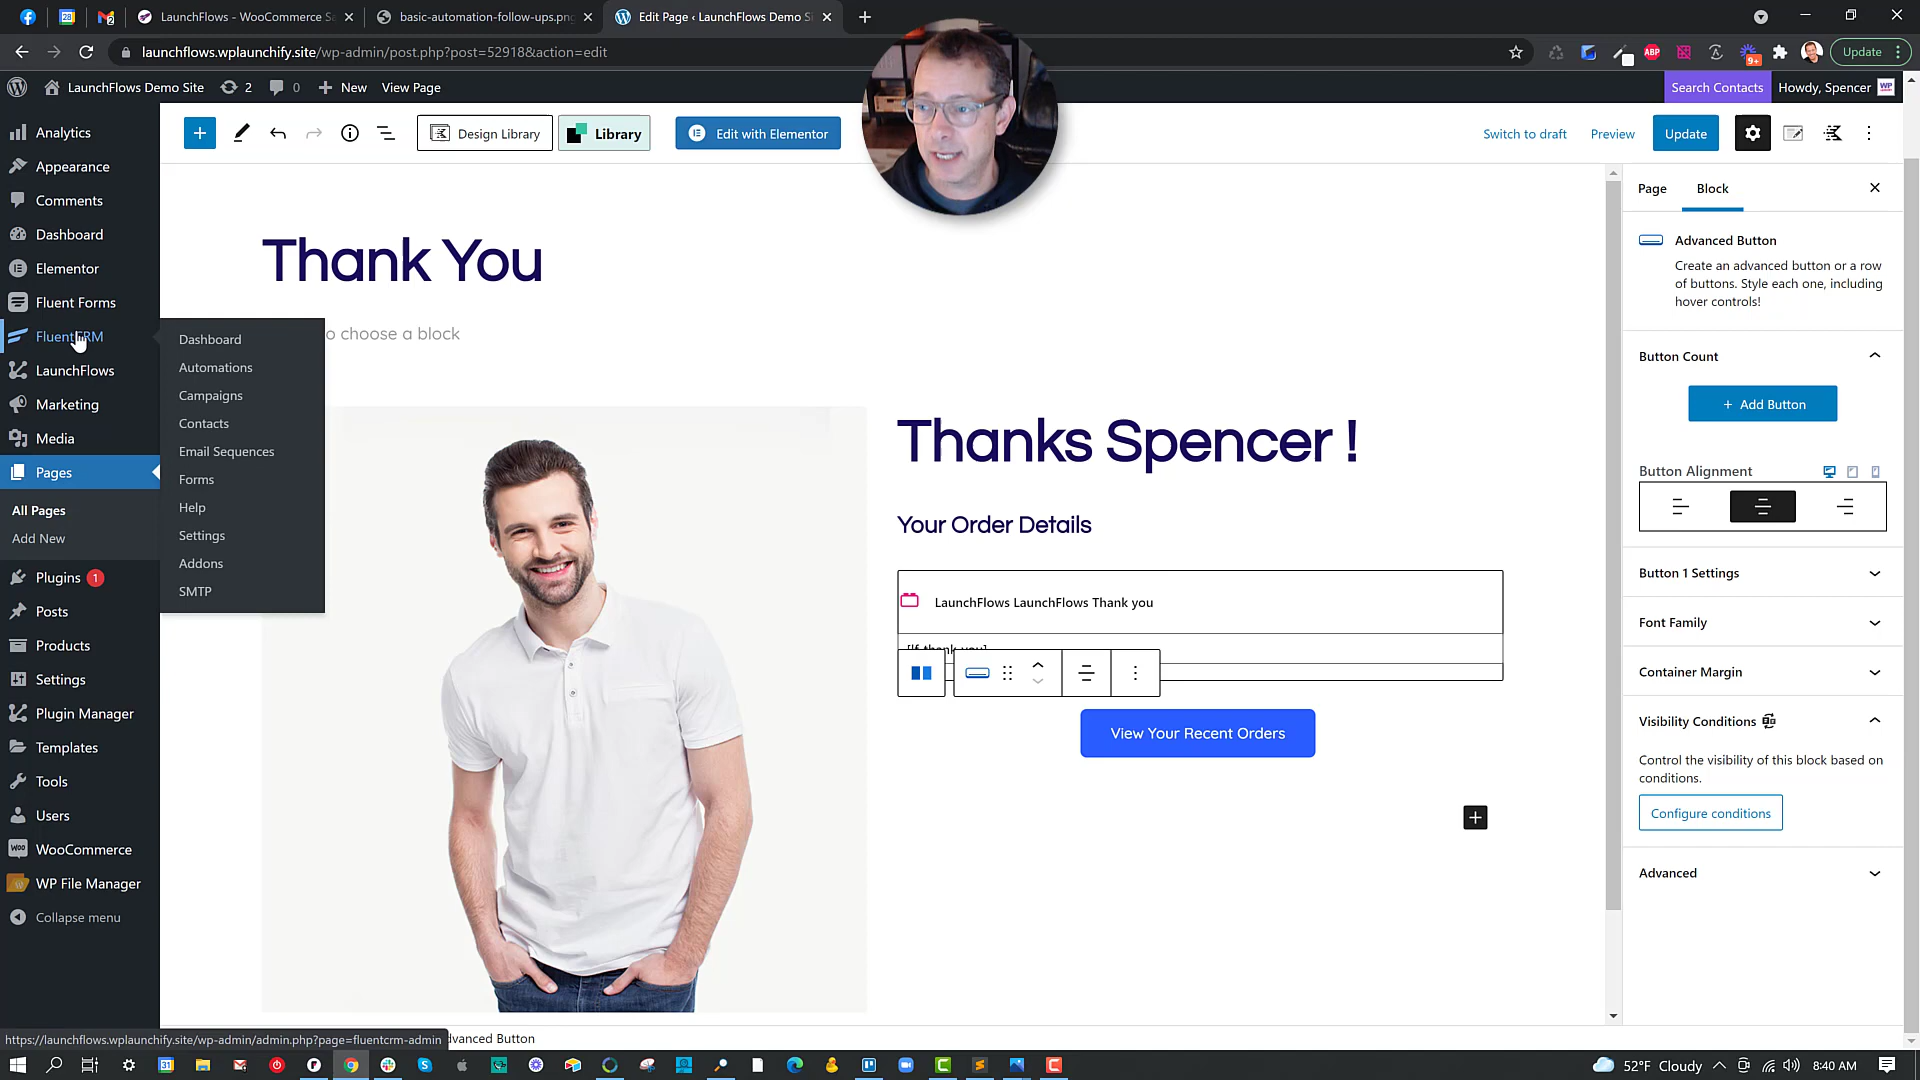 LaunchFlows - WooCommerce Sa
basic-automation-follow-ups.png
Edit Page ‹ LaunchFlows Demo Si
launchflows.wplaunchify.site/wp-admin/post.php?post=52918&action=edit
ABP
9+
Update
LaunchFlows Demo Site
2
0
New
View Page
Search Contacts
Howdy, Spencer
Analytics
Appearance
Comments
Dashboard
Elementor
Fluent Forms
LaunchFlows
Marketing
Media
Pages
All Pages
Add New
Plugins 1
Posts
Products
Settings
Plugin Manager
Templates
Tools
Users
WooCommerce
WP File Manager
Collapse menu
Dashboard
Automations
Campaigns
Contacts
Email Sequences
Forms
Help
Settings
Addons
SMTP
Design Library
Library
Edit with Elementor
Switch to draft
Preview
Update
Thank You
o choose a block
Thanks Spencer !
Your Order Details
LaunchFlows LaunchFlows Thank you
View Your Recent Orders
Page
Block
Advanced Button
Create an advanced button or a row
of buttons. Style each one, including
hover controls!
Button Count
+ Add Button
Button Alignment
Button 1 Settings
Font Family
Container Margin
Visibility Conditions
Control the visibility of this block based on
conditions.
Configure conditions
Advanced
https://launchflows.wplaunchify.site/wp-admin/admin.php?page=fluentcrm-admin
dvanced Button
52°F Cloudy
8:40 AM